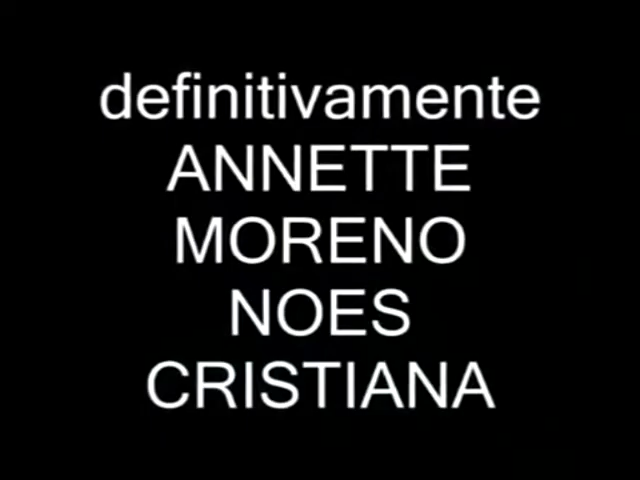 definitivamente
ANNETTE
MORENO
NOES
CRISTIANA